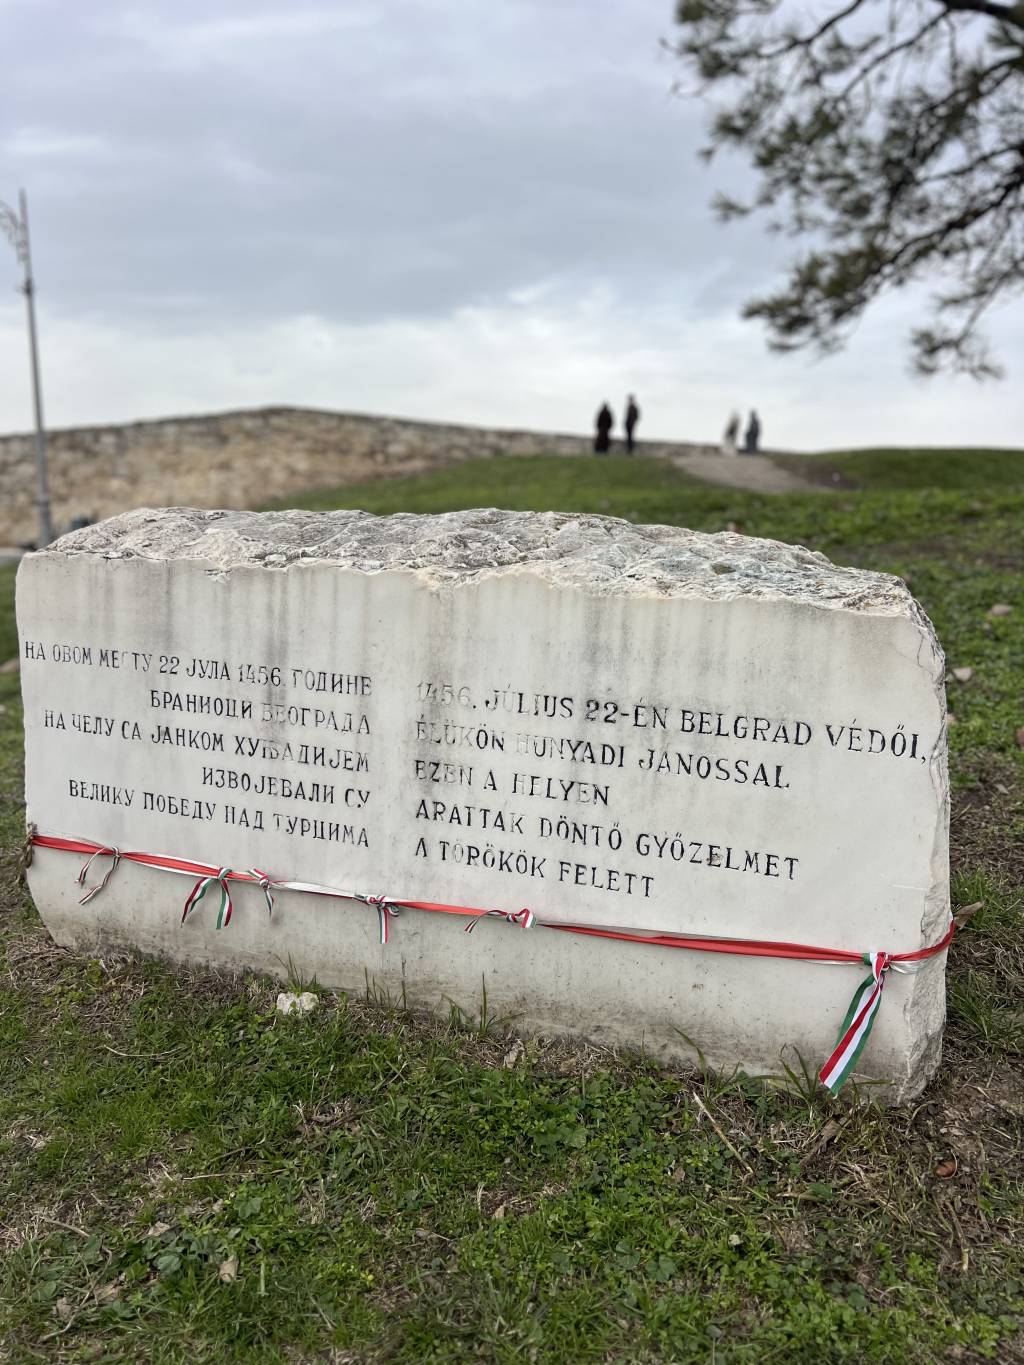 НА ОВОМ МЕСТУ 22 ЈУЛА 1456. ГОДИНЕ
БРАНИОЦИ БЕОГРАДА
НА ЧЕЛУ СА ЈАНКОМ ХУЊАДИЈЕМ
ИЗВОЈЕВАЛИ СУ
ВЕЛИКУ ПОБЕДУ НАД ТУРЦИМА
1456. JÚLIUS 22-ÉN BELGRAD VÉDŐI,
ÉLÜKÖN HUNYADI JÁNOSSAL
EZEN A HELYEN
ARATTAK DÖNTŐ GYŐZELMET
A TÖRÖKÖK FELETT